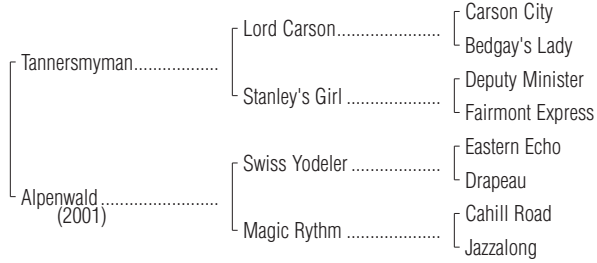 Carson City
Lord Carson
Bedgay's Lady
Tannersmyman
Deputy Minister
Stanley's Girl
Fairmont Express
Eastern Echo
Swiss Yodeler
Drapeau
Alpenwald
(2001)
Cahill Road
Magic Rythm
Jazzalong